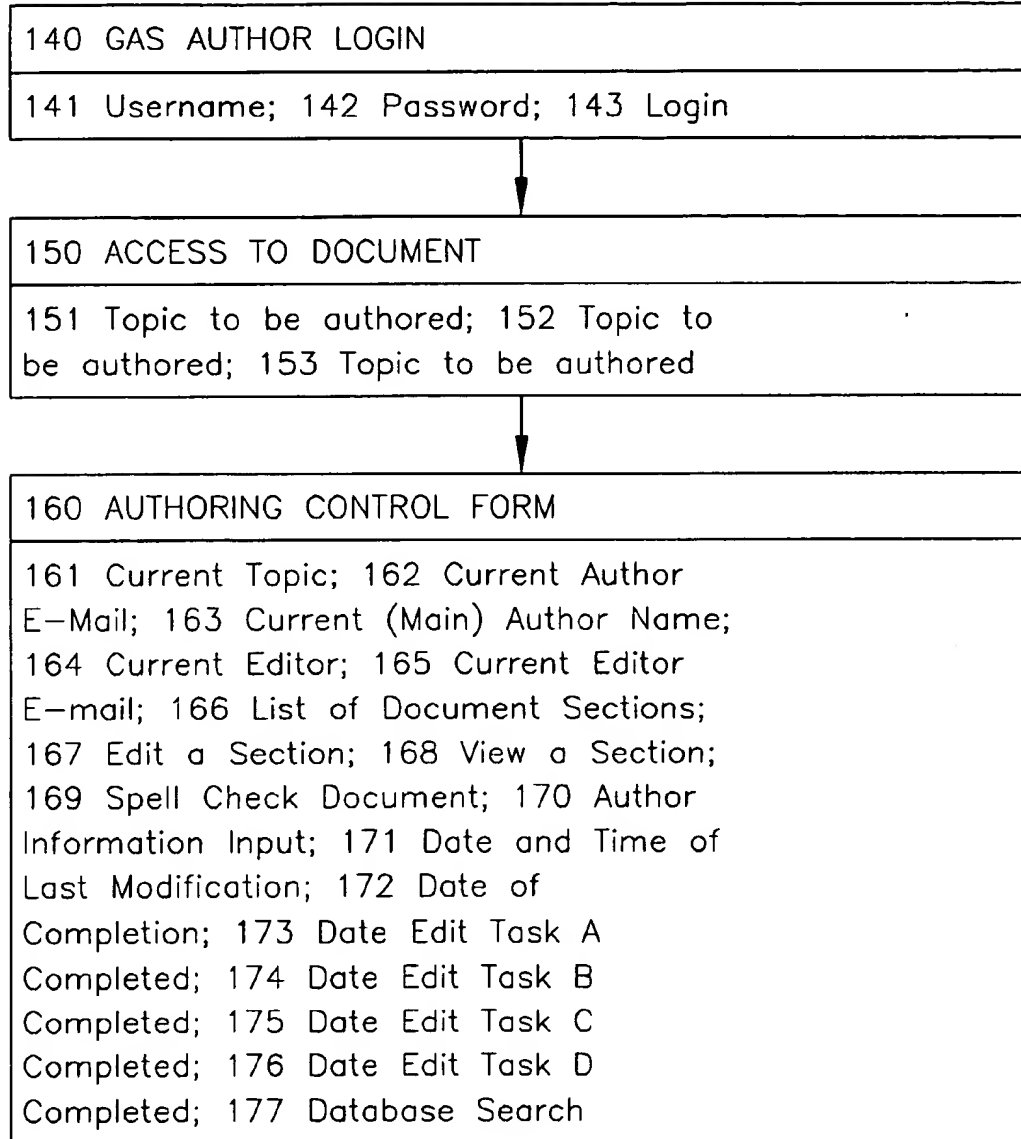 140 GAS AUTHOR LOGIN
141 Username; 142 Password; 143 Login
150 ACCESS TO DOCUMENT
151 Topic to be authored; 152 Topic to
be authored; 153 Topic to be authored
160 AUTHORING CONTROL FORM
161 Current Topic; 162 Current Author
E-Mail; 163 Current (Main) Author Name;
164 Current Editor; 165 Current Editor
E-mail; 166 List of Document Sections;
167 Edit a Section; 168 View a Section;
169 Spell Check Document; 170 Author
Information Input; 171 Date and Time of
Last Modification; 172 Date of
Completion; 173 Date Edit Task A
Completed; 174 Date Edit Task B
Completed; 175 Date Edit Task C
Completed; 176 Date Edit Task D
Completed; 177 Database Search